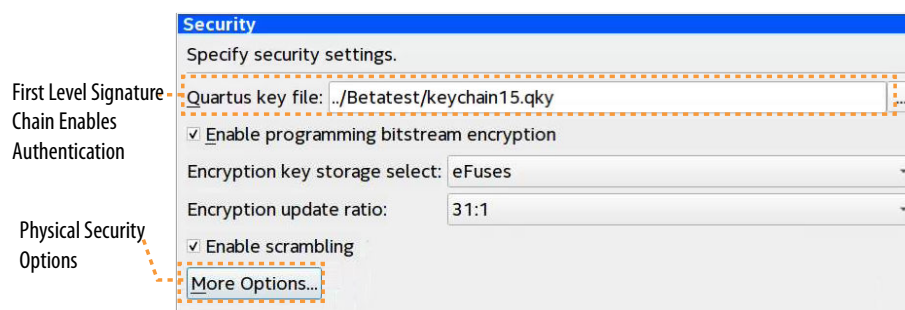 Security
Specify security settings.
First Level Signature
Chain Enables
Authentication
Quartus key file: ../Betatest/keychain15.qky ...
Enable programming bitstream encryption
Encryption key storage select: eFuses
Encryption update ratio: 31:1
Physical Security
Options
Enable scrambling
More Options...